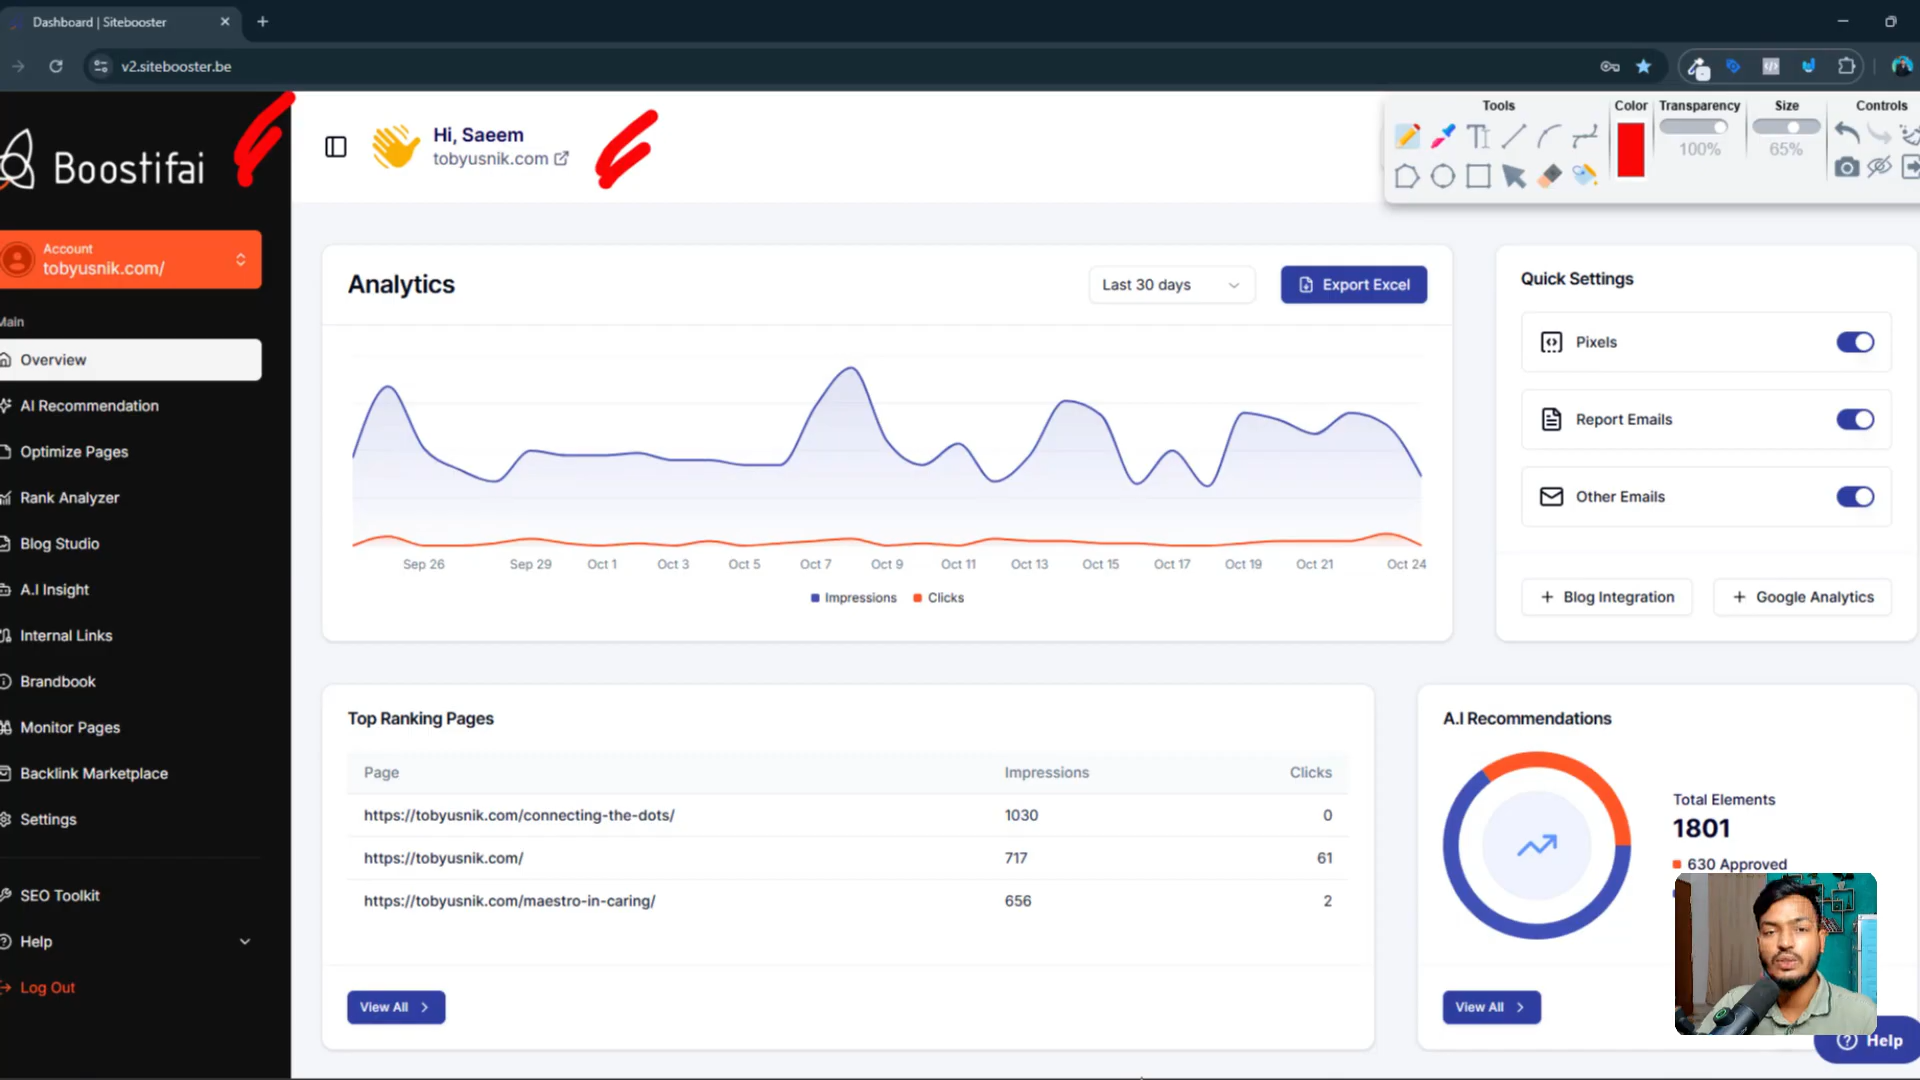 Dashboard | Sitebooster
v2.sitebooster.be
Boostifai
Hi, Saeem
tobyusnik.com
Tools
Color
Transparency
Size
Controls
100%
65%
Account
tobyusnik.com/
Main
Overview
AI Recommendation
Optimize Pages
Rank Analyzer
Blog Studio
A.I Insight
Internal Links
Brandbook
Monitor Pages
Backlink Marketplace
Settings
SEO Toolkit
Help
Log Out
Analytics
Last 30 days
Export Excel
Sep 26
Sep 29
Oct 1
Oct 3
Oct 5
Oct 7
Oct 9
Oct 11
Oct 13
Oct 15
Oct 17
Oct 19
Oct 21
Oct 24
Impressions
Clicks
Quick Settings
Pixels
Report Emails
Other Emails
+ Blog Integration
+ Google Analytics
Top Ranking Pages
Page Impressions Clicks
https://tobyusnik.com/connecting-the-dots/ 1030 0
https://tobyusnik.com/ 717 61
https://tobyusnik.com/maestro-in-caring/ 656 2
View All
A.I Recommendations
Total Elements
1801
630 Approved
View All
Help